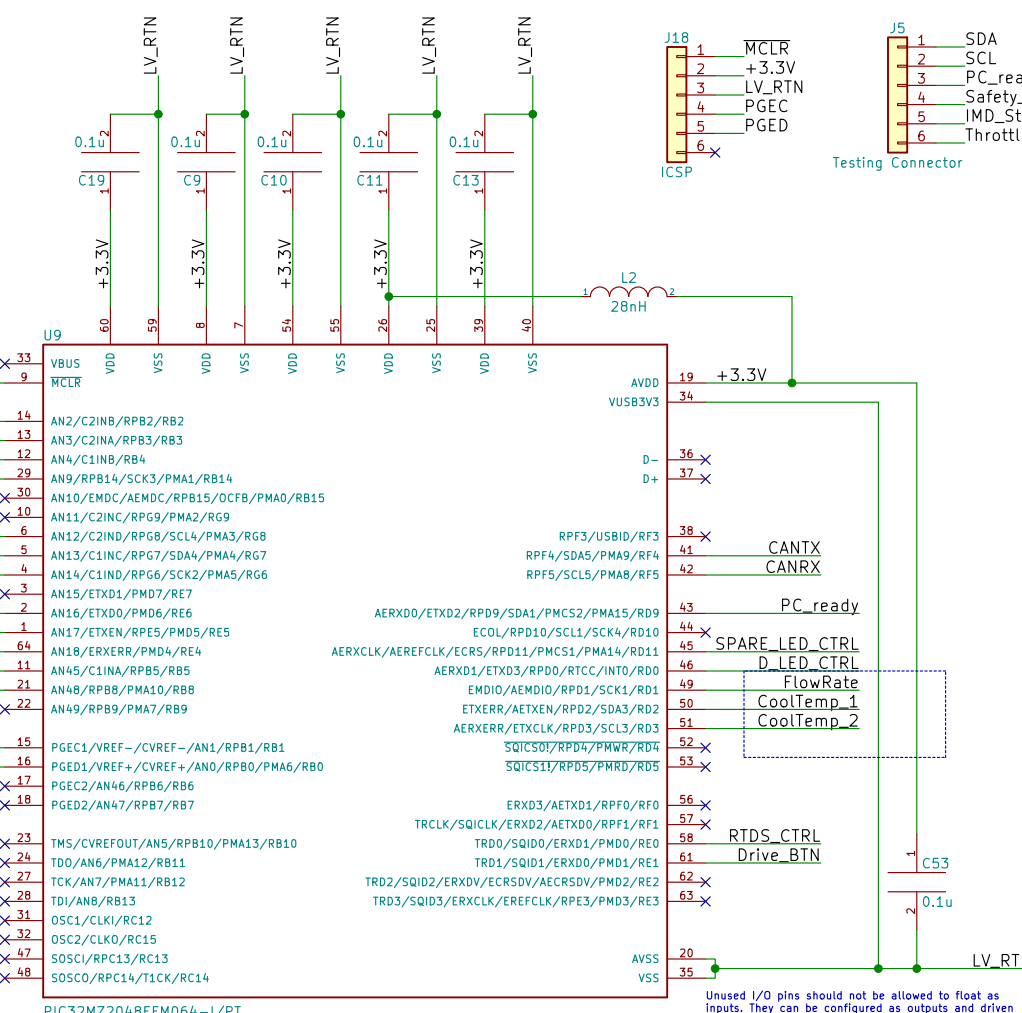 LV_RTN LV_RTN LV_RTN LV_RTN LV_RTN
J18
1 MCLR
2 +3.3V
3 LV_RTN
4 PGEC
5 PGED
6
ICSP
J5
1 SDA
2 SCL
3 PC_rea
4 Safety_
5 IMD_St
6 Throttl
Testing Connector
2 2 2 2 2
0.1u 0.1u 0.1u 0.1u 0.1u
C19 C9 C10 C11 C13
1 1 1 1 1
+3.3V +3.3V +3.3V +3.3V +3.3V
L2
1 2
28nH
60 59 8 7 54 55 26 25 39 40
U9
VDD VSS VDD VSS VDD VSS VDD VSS VDD VSS
33 VBUS
9 MCLR
14 AN2/C2INB/RPB2/RB2
13 AN3/C2INA/RPB3/RB3
12 AN4/C1INB/RB4
29 AN9/RPB14/SCK3/PMA1/RB14
30 AN10/EMDC/AEMDC/RPB15/OCFB/PMA0/RB15
10 AN11/C2INC/RPG9/PMA2/RG9
6 AN12/C2IND/RPG8/SCL4/PMA3/RG8
5 AN13/C1INC/RPG7/SDA4/PMA4/RG7
4 AN14/C1IND/RPG6/SCK2/PMA5/RG6
3 AN15/ETXD1/PMD7/RE7
2 AN16/ETXD0/PMD6/RE6
1 AN17/ETXEN/RPE5/PMD5/RE5
64 AN18/ERXERR/PMD4/RE4
11 AN45/C1INA/RPB5/RB5
21 AN48/RPB8/PMA10/RB8
22 AN49/RPB9/PMA7/RB9
15 PGEC1/VREF-/CVREF-/AN1/RPB1/RB1
16 PGED1/VREF+/CVREF+/AN0/RPB0/PMA6/RB0
17 PGEC2/AN46/RPB6/RB6
18 PGED2/AN47/RPB7/RB7
23 TMS/CVREFOUT/AN5/RPB10/PMA13/RB10
24 TDO/AN6/PMA12/RB11
27 TCK/AN7/PMA11/RB12
28 TDI/AN8/RB13
31 OSC1/CLKI/RC12
32 OSC2/CLKO/RC15
47 SOSCI/RPC13/RC13
48 SOSCO/RPC14/T1CK/RC14
PIC32MZ2048EFM064-I/PT
AVDD 19 +3.3V
VUSB3V3 34
D- 36
D+ 37
RPF3/USBID/RF3 38
RPF4/SDA5/PMA9/RF4 41 CANTX
RPF5/SCL5/PMA8/RF5 42 CANRX
AERXD0/ETXD2/RPD9/SDA1/PMCS2/PMA15/RD9 43 PC_ready
ECOL/RPD10/SCL1/SCK4/RD10 44
AERXCLK/AEREFCLK/ECRS/RPD11/PMCS1/PMA14/RD11 45 SPARE_LED_CTRL
AERXD1/ETXD3/RPD0/RTCC/INT0/RD0 46 D_LED_CTRL
EMDIO/AEMDIO/RPD1/SCK1/RD1 49 FlowRate
ETXERR/AETXEN/RPD2/SDA3/RD2 50 CoolTemp_1
AERXERR/ETXCLK/RPD3/SCL3/RD3 51 CoolTemp_2
SQICS0!/RPD4/PMWR/RD4 52
SQICS1!/RPD5/PMRD/RD5 53
ERXD3/AETXD1/RPF0/RF0 56
TRCLK/SQICLK/ERXD2/AETXD0/RPF1/RF1 57
TRD0/SQID0/ERXD1/PMD0/RE0 58 RTDS_CTRL
TRD1/SQID1/ERXD0/PMD1/RE1 61 Drive_BTN
TRD2/SQID2/ERXDV/ECRSDV/AECRSDV/PMD2/RE2 62
TRD3/SQID3/ERXCLK/EREFCLK/RPE3/PMD3/RE3 63
AVSS 20
VSS 35
1
C53
0.1u
2
LV_RT
Unused I/O pins should not be allowed to float as
inputs. They can be configured as outputs and driven